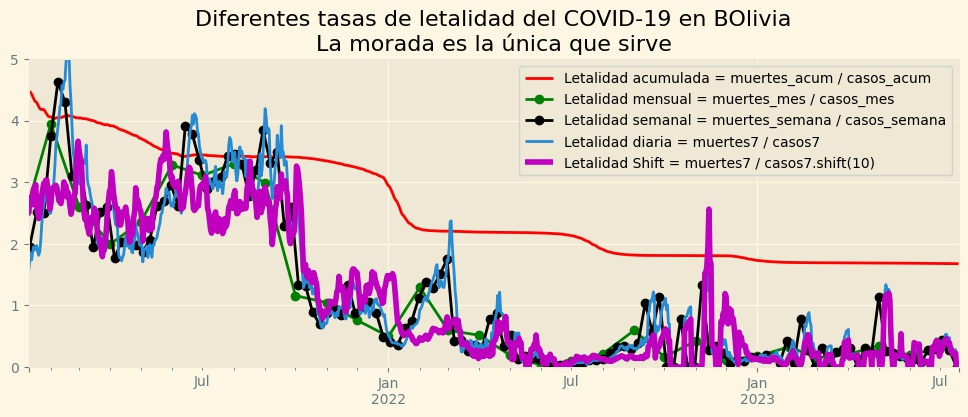 Diferentes tasas de letalidad del COVID-19 en BOlivia
La morada es la única que sirve
Letalidad acumulada = muertes_acum / casos_acum
Letalidad mensual = muertes_mes / casos_mes
Letalidad semanal = muertes_semana / casos_semana
Letalidad diaria = muertes7 / casos7
Letalidad Shift = muertes7 / casos7.shift(10)
5
4
3
2
1
0
Jul
Jan
2022
Jul
Jan
2023
Jul